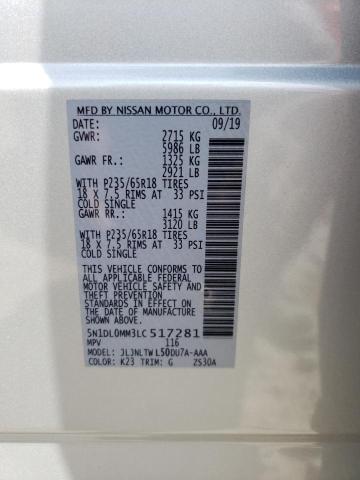 MFD BY NISSAN MOTOR CO., LTD.
DATE: 09/19
GVWR: 2715 KG
5986 LB
GAWR FR.: 1325 KG
2921 LB
WITH P235/65R18 TIRES
18 X 7.5 RIMS AT 33 PSI
COLD SINGLE
GAWR RR.: 1415 KG
3120 LB
WITH P235/65R18 TIRES
18 X 7.5 RIMS AT 33 PSI
COLD SINGLE
THIS VEHICLE CONFORMS TO
ALL APPLICABLE FEDERAL
MOTOR VEHICLE SAFETY AND
THEFT PREVENTION
STANDARDS IN EFFECT ON THE
DATE OF MANUFACTURE
SHOWN ABOVE.
5N1DL0MM3LC 517281
MPV 116
MODEL: JLJNLTW L50DU7A-AAA
COLOR: K23 TRIM: G ZS30A